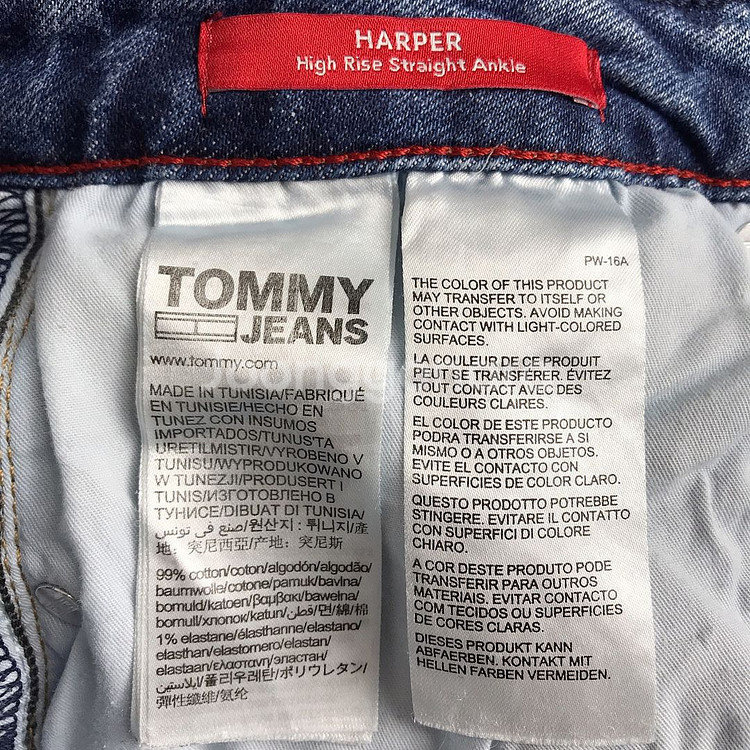 HARPER
High Rise Straight Ankle
TOMMY
JEANS
www.tommy.com
MADE IN TUNISIA/FABRIQUÉ
EN TUNISIE/HECHO EN
TUNEZ CON INSUMOS
IMPORTADOS/TUNUS'TA
URETILMISTIR/VYROBENO V
TUNISU/WYPRODUKOWANO
W TUNEZJI/PRODUSERT I
TUNIS/ИЗГОТОВЛЕНО В
ТУНИСЕ/DIBUAT DI TUNISIA/
صنع في تونس/원산지 : 튀니지/產
地: 突尼西亞/产地: 突尼斯
99% cotton/coton/algodón/algodão/
baumwolle/cotone/pamuk/bavlna/
bomuld/katoen/βαμβακι/bawełna/
bomull/хлопок/katun/قطن/면/綿/棉
1% elastane/élasthanne/elastano/
elasthan/elastomero/elastan/
elastaan/ελασταvη/эластан/
إيلاستين/폴리우레탄/ポリウレタン/
彈性纖維/氨纶
PW-16A
THE COLOR OF THIS PRODUCT
MAY TRANSFER TO ITSELF OR
OTHER OBJECTS. AVOID MAKING
CONTACT WITH LIGHT-COLORED
SURFACES.
LA COULEUR DE CE PRODUIT
PEUT SE TRANSFÉRER. ÉVITEZ
TOUT CONTACT AVEC DES
COULEURS CLAIRES.
EL COLOR DE ESTE PRODUCTO
PODRA TRANSFERIRSE A SI
MISMO O A OTROS OBJETOS.
EVITE EL CONTACTO CON
SUPERFICIES DE COLOR CLARO.
QUESTO PRODOTTO POTREBBE
STINGERE. EVITARE IL CONTATTO
CON SUPERFICI DI COLORE
CHIARO.
A COR DESTE PRODUTO PODE
TRANSFERIR PARA OUTROS
MATERIAIS. EVITAR CONTACTO
COM TECIDOS OU SUPERFICIES
DE CORES CLARAS.
DIESES PRODUKT KANN
ABFAERBEN. KONTAKT MIT
HELLEN FARBEN VERMEIDEN.